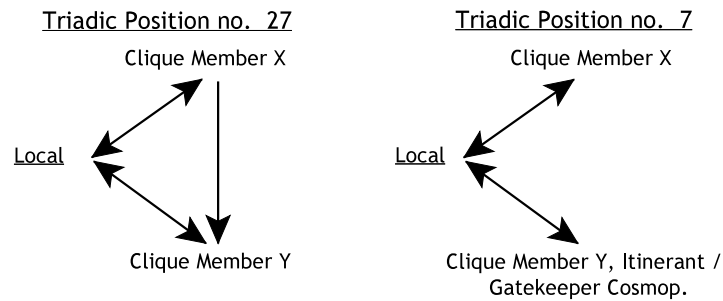 Triadic Position no. 27
Clique Member X
Local
Clique Member Y
Triadic Position no. 7
Clique Member X
Local
Clique Member Y, Itinerant /
Gatekeeper Cosmop.